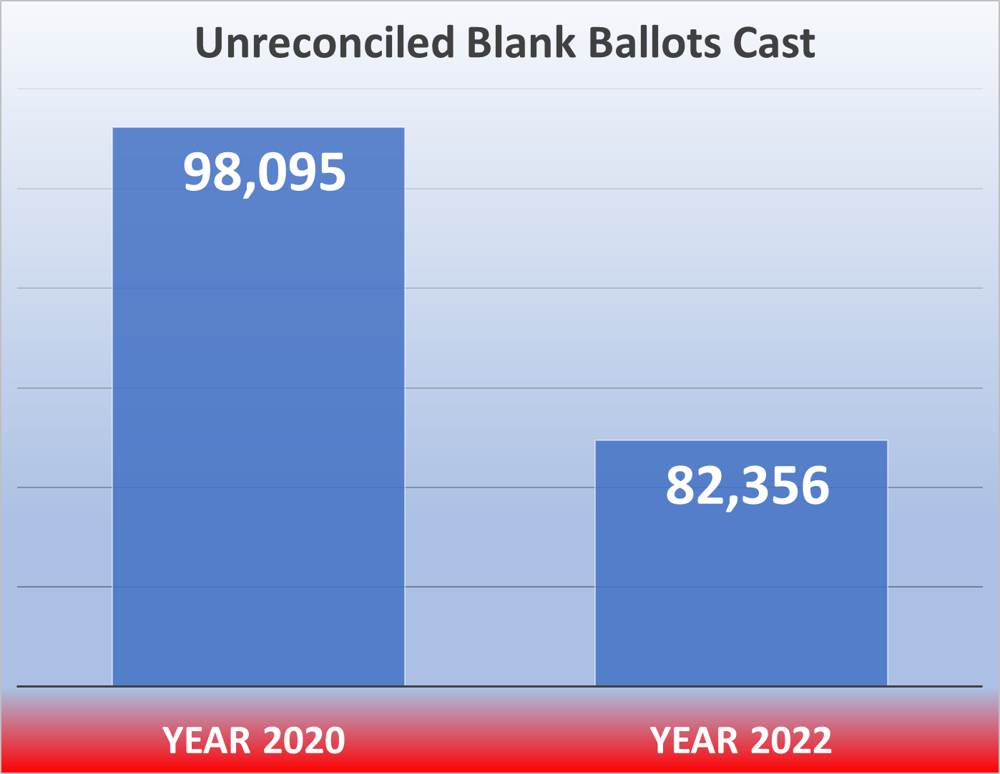 Unreconciled Blank Ballots Cast
98,095
82,356
YEAR 2020
YEAR 2022